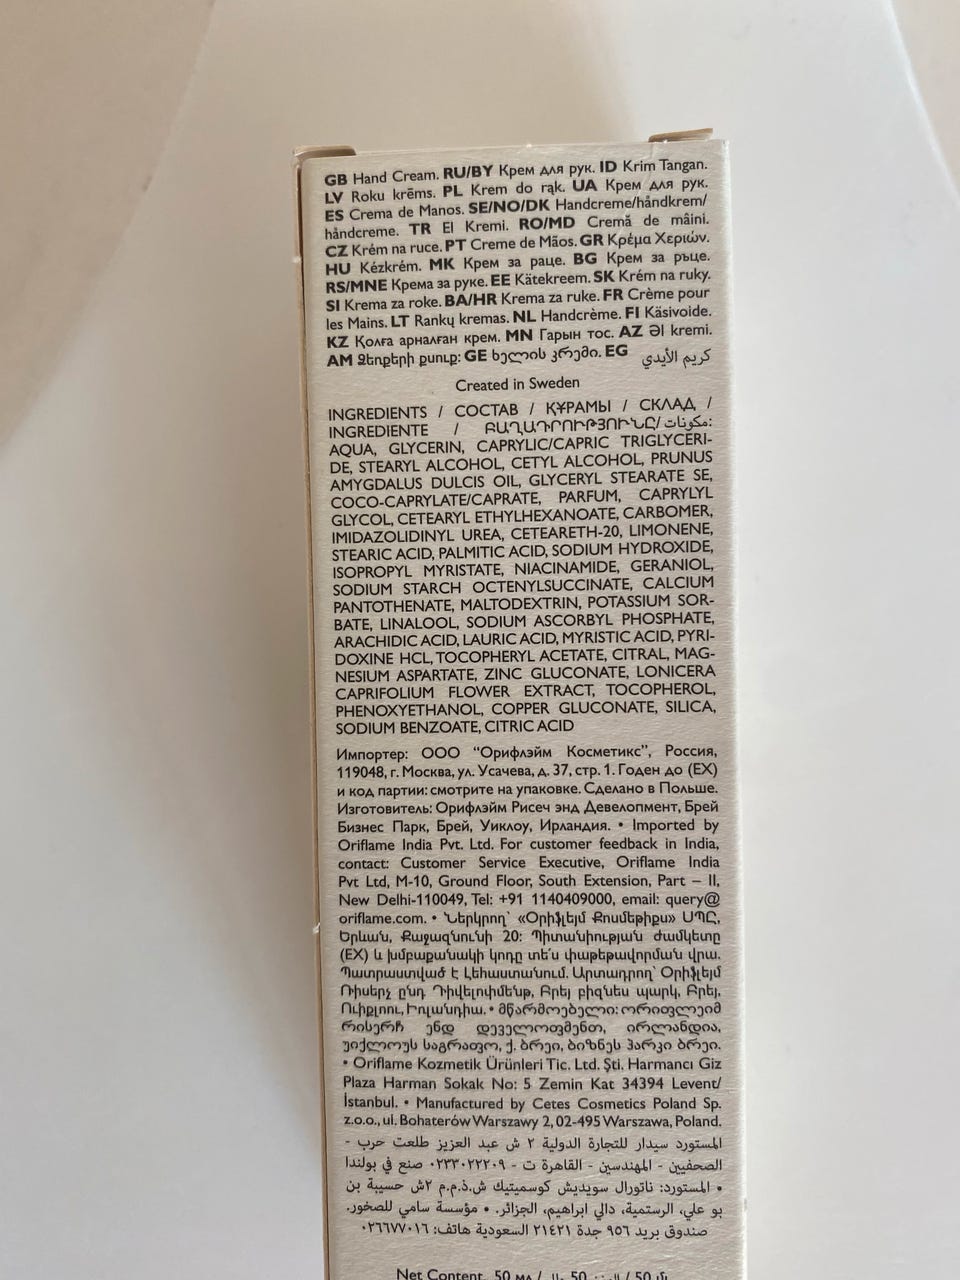 GB Hand Cream. RU/BY Крем для рук. ID Krim Tangan.
LV Roku krēms. PL Krem do rąk. UA Крем для рук.
ES Crema de Manos. SE/NO/DK Handcreme/håndkrem/
håndcreme. TR El Kremi. RO/MD Cremă de mâini.
CZ Krém na ruce. PT Creme de Mãos. GR Κρέμα Χεριών.
HU Kézkrém. MK Крем за раце. BG Крем за ръце.
RS/MNE Крема за руке. EE Kätekreem. SK Krém na ruky.
SI Krema za roke. BA/HR Krema za ruke. FR Crème pour
les Mains. LT Rankų kremas. NL Handcrème. FI Käsivoide.
KZ Қолға арналған крем. MN Гарын тос. AZ Əl kremi.
AM Ձեռքերի քսուք: GE ხელის კრემი. EG كريم الأيدي
Created in Sweden
INGREDIENTS / СОСТАВ / ҚҰРАМЫ / СКЛАД /
INGREDIENTE / ԲԱՂԱԴՐՈՒԹՅՈՒՆԸ/ مكونات:
AQUA, GLYCERIN, CAPRYLIC/CAPRIC TRIGLYCERI-
DE, STEARYL ALCOHOL, CETYL ALCOHOL, PRUNUS
AMYGDALUS DULCIS OIL, GLYCERYL STEARATE SE,
COCO-CAPRYLATE/CAPRATE, PARFUM, CAPRYLYL
GLYCOL, CETEARYL ETHYLHEXANOATE, CARBOMER,
IMIDAZOLIDINYL UREA, CETEARETH-20, LIMONENE,
STEARIC ACID, PALMITIC ACID, SODIUM HYDROXIDE,
ISOPROPYL MYRISTATE, NIACINAMIDE, GERANIOL,
SODIUM STARCH OCTENYLSUCCINATE, CALCIUM
PANTOTHENATE, MALTODEXTRIN, POTASSIUM SOR-
BATE, LINALOOL, SODIUM ASCORBYL PHOSPHATE,
ARACHIDIC ACID, LAURIC ACID, MYRISTIC ACID, PYRI-
DOXINE HCL, TOCOPHERYL ACETATE, CITRAL, MAG-
NESIUM ASPARTATE, ZINC GLUCONATE, LONICERA
CAPRIFOLIUM FLOWER EXTRACT, TOCOPHEROL,
PHENOXYETHANOL, COPPER GLUCONATE, SILICA,
SODIUM BENZOATE, CITRIC ACID
Импортер: ООО "Орифлэйм Косметикс", Россия,
119048, г. Москва, ул. Усачева, д. 37, стр. 1. Годен до (EX)
и код партии: смотрите на упаковке. Сделано в Польше.
Изготовитель: Орифлэйм Рисеч энд Девелопмент, Брей
Бизнес Парк, Брей, Уиклоу, Ирландия. • Imported by
Oriflame India Pvt. Ltd. For customer feedback in India,
contact: Customer Service Executive, Oriflame India
Pvt Ltd, M-10, Ground Floor, South Extension, Part – II,
New Delhi-110049, Tel: +91 1140409000, email: query@
oriflame.com. • Ներկրող՝ «Օրիֆլեյմ Քոսմեթիքս» ՍՊԸ,
Երևան, Քաջազնունի 20: Պիտանիության ժամկետը
(EX) և խմբաքանակի կոդը տե՛ս փաթեթավորման վրա.
Պատրաստված է Լեհաստանում. Արտադրող՝ Օրիֆլեյմ
Ռիսերչ ընդ Դիվելոփմենթ, Բրեյ բիզնես պարկ, Բրեյ,
Ուիքլոու, Իռլանդիա. • მწარმოებელი: ორიფლეიმ
რისერჩ ენდ დეველოფმენთ, ირლანდია,
უიქლოუს საგრაფო, ქ. ბრეი, ბიზნეს პარკი ბრეი.
• Oriflame Kozmetik Ürünleri Tic. Ltd. Şti. Harmancı Giz
Plaza Harman Sokak No: 5 Zemin Kat 34394 Levent/
İstanbul. • Manufactured by Cetes Cosmetics Poland Sp.
z.o.o., ul. Bohaterów Warszawy 2, 02-495 Warszawa, Poland.
المستورد سيدار للتجارة الدولية ٢ ش عبد العزيز طلعت حرب -
الصحفيين - المهندسين - القاهرة ت - ٠٢٣٣٠٢٢٢٠٩ صنع في بولندا
• المستورد: ناتورال سويديش كوسميتيك ش.ذ.م.م ٢ش حسيبة بن
بو علي، الرستمية، دالي ابراهيم، الجزائر. • مؤسسة سامي للصخور.
صندوق بريد ٩٥٦ جدة ٢١٤٢١ السعودية هاتف: ٠٢٦٦٧٧٠١٦
Net Content. 50 мл / 50 / 50